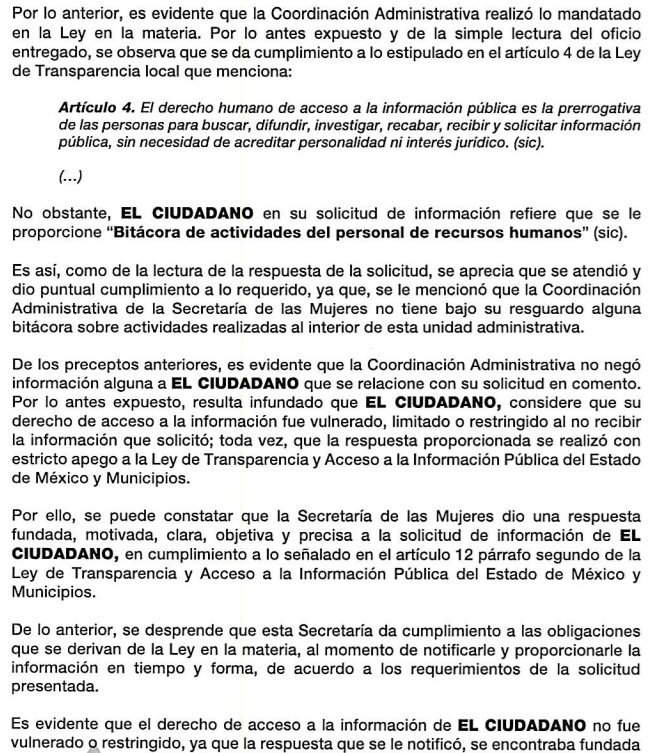 Por lo anterior, es evidente que la Coordinación Administrativa realizó lo mandatado
en la Ley en la materia. Por lo antes expuesto y de la simple lectura del oficio
entregado, se observa que se da cumplimiento a lo estipulado en el artículo 4 de la Ley
de Transparencia local que menciona:
Artículo 4. El derecho humano de acceso a la información pública es la prerrogativa
de las personas para buscar, difundir, investigar, recabar, recibir y solicitar información
pública, sin necesidad de acreditar personalidad ni interés jurídico. (sic).
(...)
No obstante, EL CIUDADANO en su solicitud de información refiere que se le
proporcione “Bitácora de actividades del personal de recursos humanos” (sic).
Es así, como de la lectura de la respuesta de la solicitud, se aprecia que se atendió y
dio puntual cumplimiento a lo requerido, ya que, se le mencionó que la Coordinación
Administrativa de la Secretaría de las Mujeres no tiene bajo su resguardo alguna
bitácora sobre actividades realizadas al interior de esta unidad administrativa.
De los preceptos anteriores, es evidente que la Coordinación Administrativa no negó
información alguna a EL CIUDADANO que se relacione con su solicitud en comento.
Por lo antes expuesto, resulta infundado que EL CIUDADANO, considere que su
derecho de acceso a la información fue vulnerado, limitado o restringido al no recibir
la información que solicitó; toda vez, que la respuesta proporcionada se realizó con
estricto apego a la Ley de Transparencia y Acceso a la Información Pública del Estado
de México y Municipios.
Por ello, se puede constatar que la Secretaría de las Mujeres dio una respuesta
fundada, motivada, clara, objetiva y precisa a la solicitud de información de EL
CIUDADANO, en cumplimiento a lo señalado en el artículo 12 párrafo segundo de la
Ley de Transparencia y Acceso a la Información Pública del Estado de México y
Municipios.
De lo anterior, se desprende que esta Secretaría da cumplimiento a las obligaciones
que se derivan de la Ley en la materia, al momento de notificarle y proporcionarle la
información en tiempo y forma, de acuerdo a los requerimientos de la solicitud
presentada.
Es evidente que el derecho de acceso a la información de EL CIUDADANO no fue
vulnerado o restringido, ya que la respuesta que se le notificó, se encontraba fundada